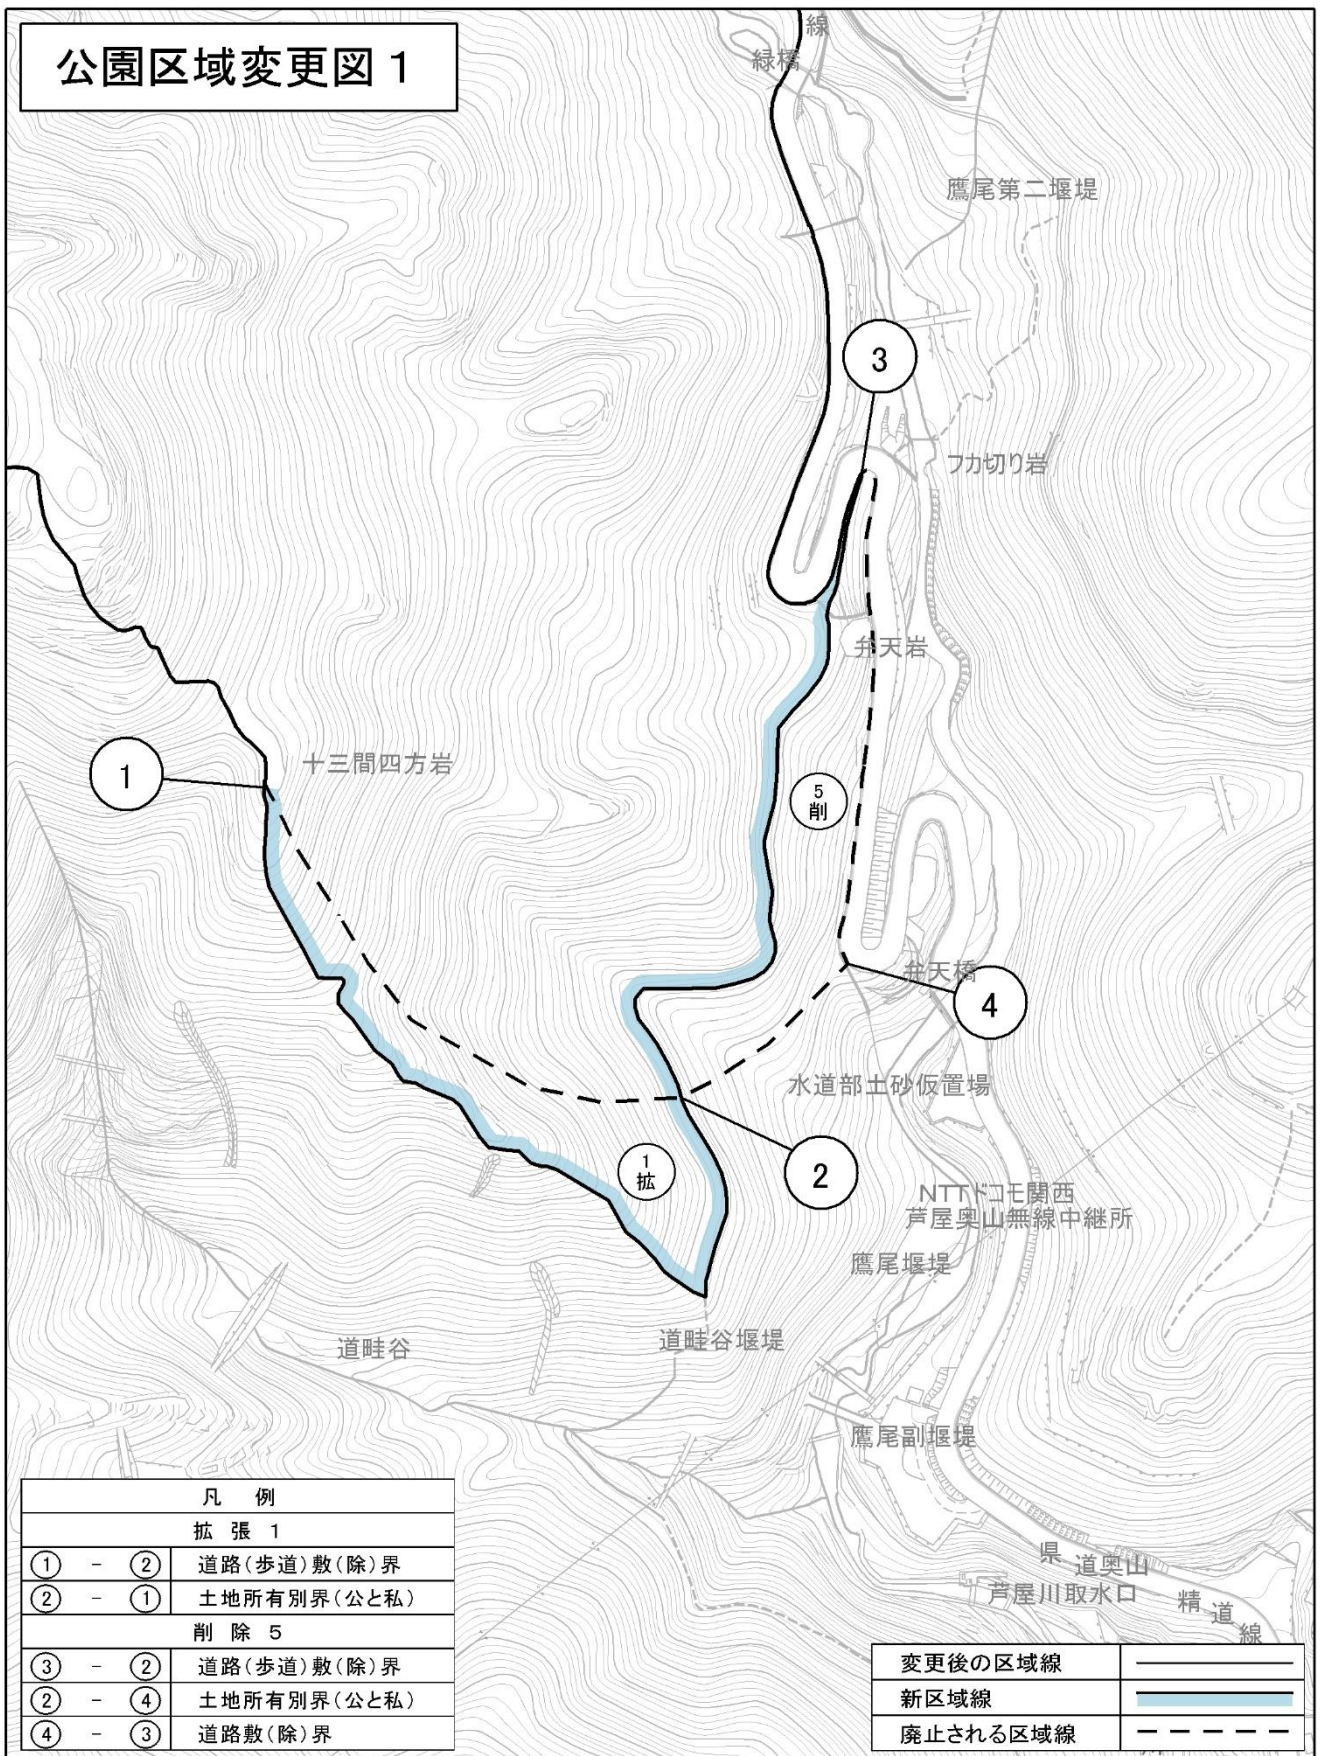 公園区域変更図1
線
緑橋
鷹尾第二堰堤
3
フカ切り岩
弁天岩
十三間四方岩
1
5
削
弁天橋
4
水道部土砂仮置場
1
拡
2
NTTドコモ関西
芦屋奥山無線中継所
鷹尾堰堤
道畦谷
道畦谷堰堤
鷹尾副堰堤
県
道奥山
芦屋川取水口
精
道
線
凡 例
拡 張 1
① - ② 道路(歩道)敷(除)界
② - ① 土地所有別界(公と私)
削 除 5
③ - ② 道路(歩道)敷(除)界
② - ④ 土地所有別界(公と私)
④ - ③ 道路敷(除)界
変更後の区域線
新区域線
廃止される区域線